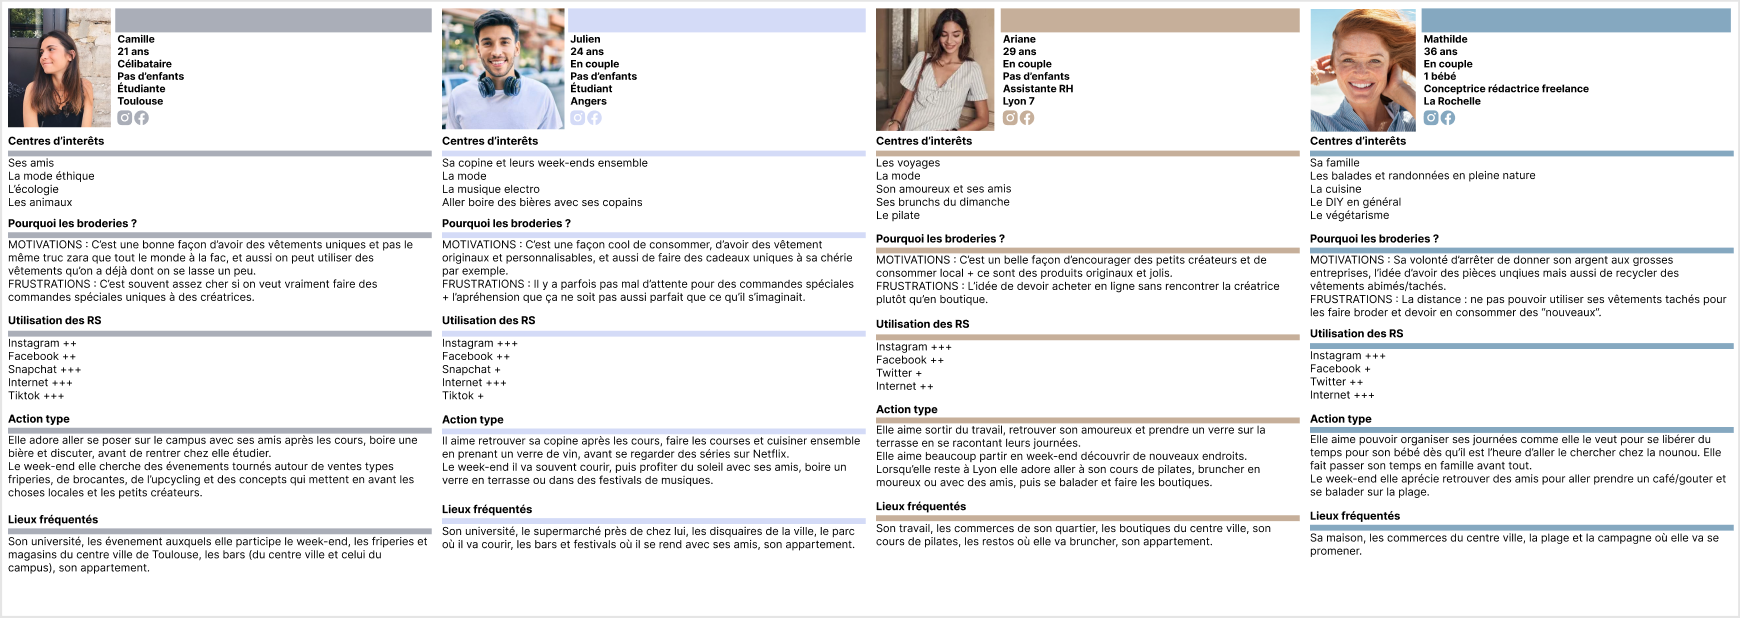 Camille
21 ans
Célibataire
Pas d'enfants
Étudiante
Toulouse
Centres d'interêts
Ses amis
La mode éthique
L'écologie
Les animaux
Pourquoi les broderies ?
MOTIVATIONS : C'est une bonne façon d'avoir des vêtements uniques et pas le
même truc zara que tout le monde à la fac, et aussi on peut utiliser des
vêtements qu'on a déjà dont on se lasse un peu.
FRUSTRATIONS : C'est souvent assez cher si on veut vraiment faire des
commandes spéciales uniques à des créatrices.
Utilisation des RS
Instagram ++
Facebook ++
Snapchat +++
Internet +++
Tiktok +++
Action type
Elle adore aller se poser sur le campus avec ses amis après les cours, boire une
bière et discuter, avant de rentrer chez elle étudier.
Le week-end elle cherche des évenements tournés autour de ventes types
friperies, de brocantes, de l'upcycling et des concepts qui mettent en avant les
choses locales et les petits créateurs.
Lieux fréquentés
Son université, les évenement auxquels elle participe le week-end, les friperies et
magasins du centre ville de Toulouse, les bars (du centre ville et celui du
campus), son appartement.
Julien
24 ans
En couple
Pas d'enfants
Étudiant
Angers
Centres d'interêts
Sa copine et leurs week-ends ensemble
La mode
La musique electro
Aller boire des bières avec ses copains
Pourquoi les broderies ?
MOTIVATIONS : C'est une façon cool de consommer, d'avoir des vêtement
originaux et personnalisables, et aussi de faire des cadeaux uniques à sa chérie
par exemple.
FRUSTRATIONS : Il y a parfois pas mal d'attente pour des commandes spéciales
+ l'apréhension que ça ne soit pas aussi parfait que ce qu'il s'imaginait.
Utilisation des RS
Instagram +++
Facebook ++
Snapchat +
Internet +++
Tiktok +
Action type
Il aime retrouver sa copine après les cours, faire les courses et cuisiner ensemble
en prenant un verre de vin, avant se regarder des séries sur Netflix.
Le week-end il va souvent courir, puis profiter du soleil avec ses amis, boire un
verre en terrasse ou dans des festivals de musiques.
Lieux fréquentés
Son université, le supermarché près de chez lui, les disquaires de la ville, le parc
où il va courir, les bars et festivals où il se rend avec ses amis, son appartement.
Ariane
29 ans
En couple
Pas d'enfants
Assistante RH
Lyon 7
Centres d'interêts
Les voyages
La mode
Son amoureux et ses amis
Ses brunchs du dimanche
Le pilate
Pourquoi les broderies ?
MOTIVATIONS : C'est un belle façon d'encourager des petits créateurs et de
consommer local + ce sont des produits originaux et jolis.
FRUSTRATIONS : L'idée de devoir acheter en ligne sans rencontrer la créatrice
plutôt qu'en boutique.
Utilisation des RS
Instagram +++
Facebook ++
Twitter +
Internet ++
Action type
Elle aime sortir du travail, retrouver son amoureux et prendre un verre sur la
terrasse en se racontant leurs journées.
Elle aime beaucoup partir en week-end découvrir de nouveaux endroits.
Lorsqu'elle reste à Lyon elle adore aller à son cours de pilates, bruncher en
moureux ou avec des amis, puis se balader et faire les boutiques.
Lieux fréquentés
Son travail, les commerces de son quartier, les boutiques du centre ville, son
cours de pilates, les restos où elle va bruncher, son appartement.
Mathilde
36 ans
En couple
1 bébé
Conceptrice rédactrice freelance
La Rochelle
Centres d'interêts
Sa famille
Les balades et randonnées en pleine nature
La cuisine
Le DIY en général
Le végétarisme
Pourquoi les broderies ?
MOTIVATIONS : Sa volonté d'arrêter de donner son argent aux grosses
entreprises, l'idée d'avoir des pièces unqiues mais aussi de recycler des
vêtements abimés/tachés.
FRUSTRATIONS : La distance : ne pas pouvoir utiliser ses vêtements tachés pour
les faire broder et devoir en consommer des "nouveaux".
Utilisation des RS
Instagram +++
Facebook +
Twitter ++
Internet +++
Action type
Elle aime pouvoir organiser ses journées comme elle le veut pour se libérer du
temps pour son bébé dès qu'il est l'heure d'aller le chercher chez la nounou. Elle
fait passer son temps en famille avant tout.
Le week-end elle aprécie retrouver des amis pour aller prendre un café/gouter et
se balader sur la plage.
Lieux fréquentés
Sa maison, les commerces du centre ville, la plage et la campagne où elle va se
promener.